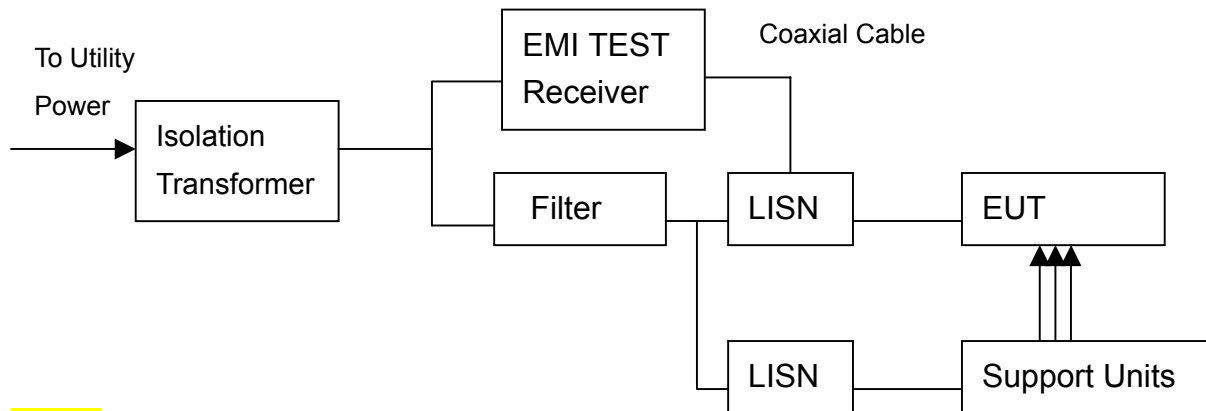 To Utility
Power
Isolation
Transformer
EMI TEST
Receiver
Coaxial Cable
Filter
LISN
EUT
LISN
Support Units